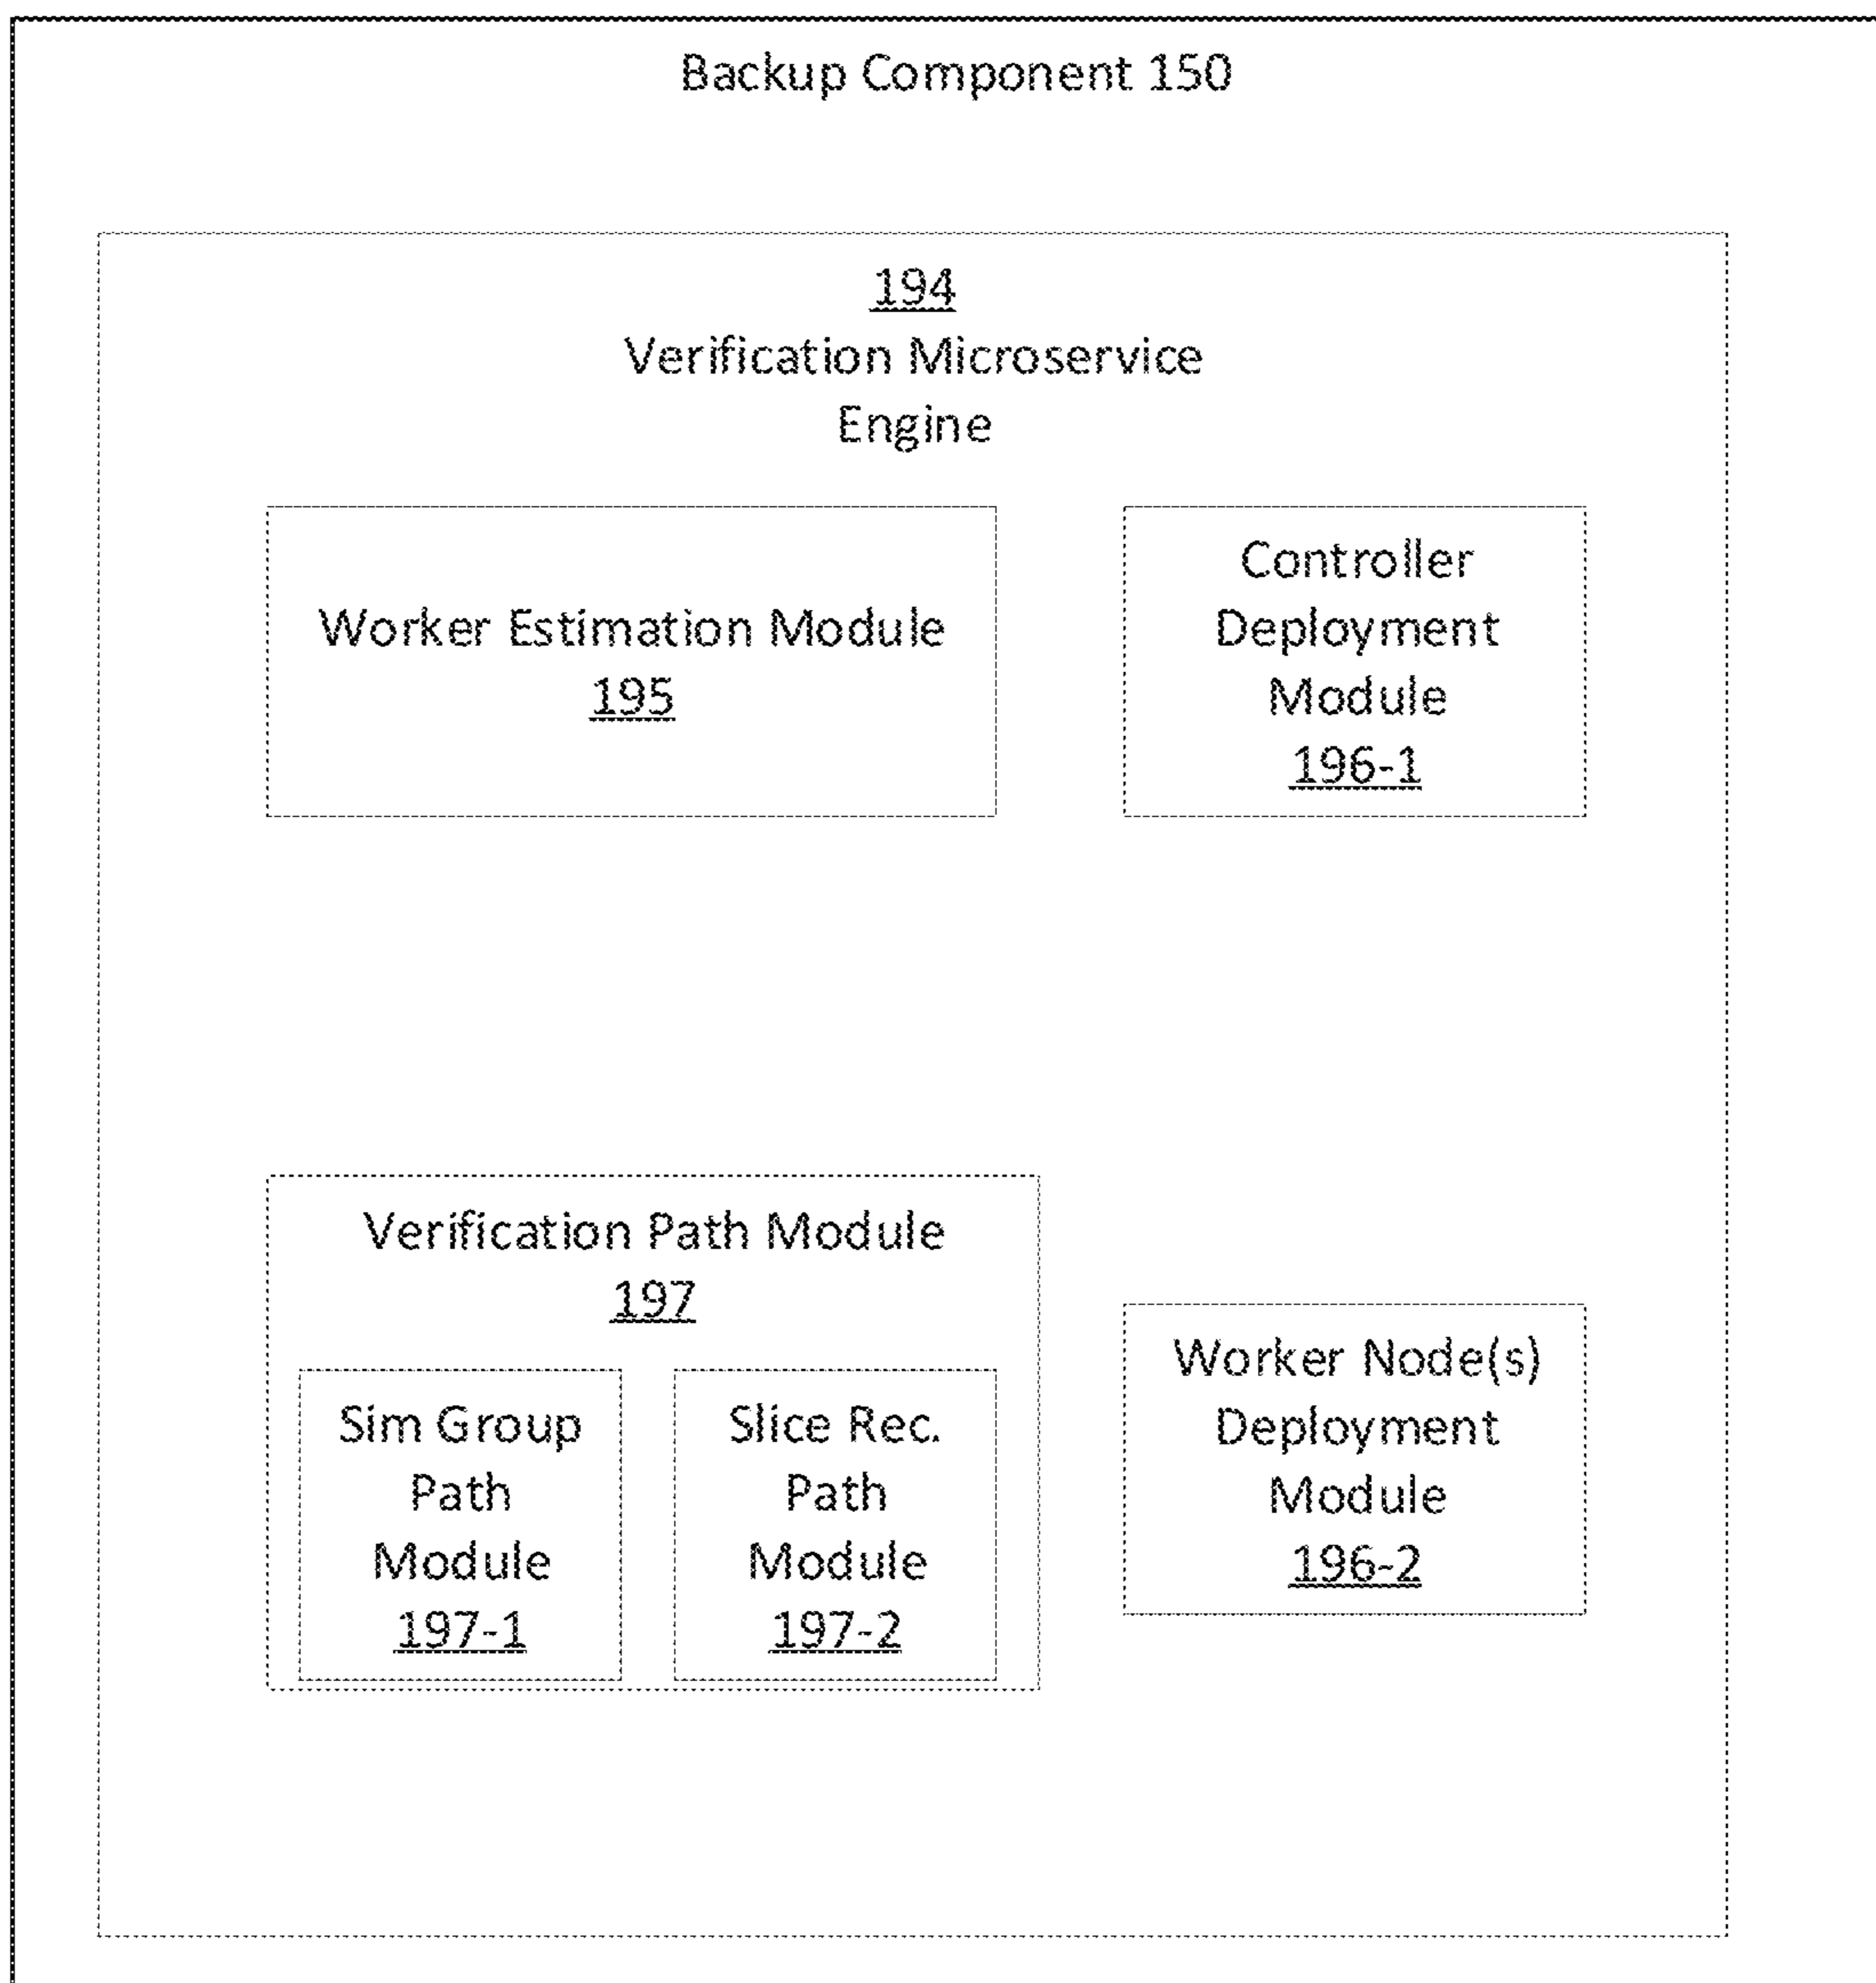 Backup Component 150
194
Verification Microservice
Engine
Worker Estimation Module
195
Controller
Deployment
Module
196-1
Verification Path Module
197
Sim Group
Path
Module
197-1
Slice Rec.
Path
Module
197-2
Worker Node(s)
Deployment
Module
196-2